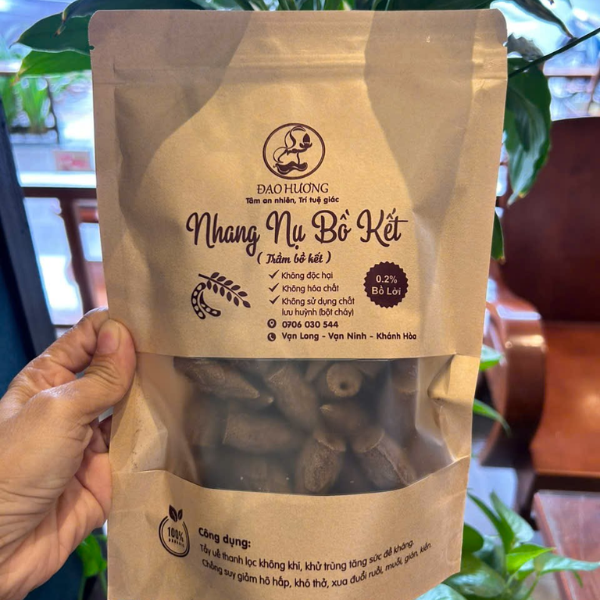 ĐẠO HƯƠNG
Tâm an nhiên, Trí tuệ giác
Nhang Nụ Bồ Kết
( Trầm bồ kết )
Không độc hại
Không hóa chất
Không sử dụng chất
lưu huỳnh (bột cháy)
0.2%
Bồ Lời
0706 030 544
Vạn Long - Vạn Ninh - Khánh Hòa
100%
Công dụng:
Tẩy uế thanh lọc không khí, khử trùng tăng sức đề kháng.
Chống suy giảm hô hấp, khó thở, xua đuổi ruồi, muỗi, gián, kiến.